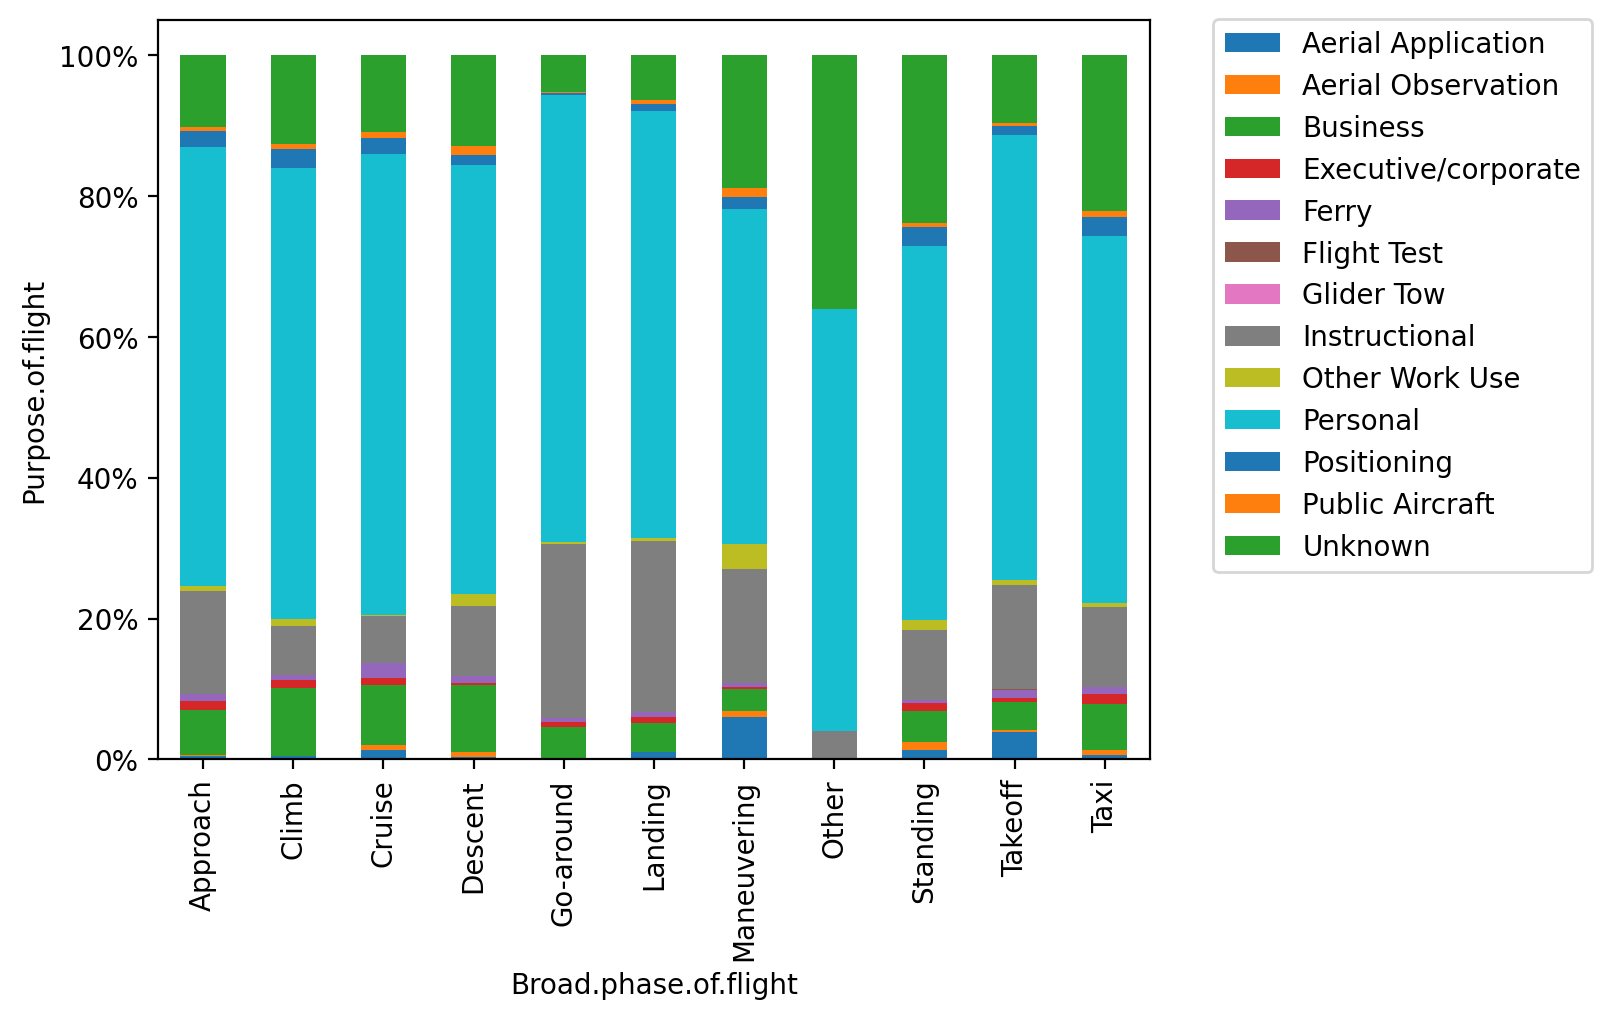 100%
80%
60%
40%
20%
0%
Purpose.of.flight
Approach
Climb
Cruise
Descent
Go-around
Landing
Maneuvering
Other
Standing
Takeoff
Taxi
Broad.phase.of.flight
Aerial Application
Aerial Observation
Business
Executive/corporate
Ferry
Flight Test
Glider Tow
Instructional
Other Work Use
Personal
Positioning
Public Aircraft
Unknown